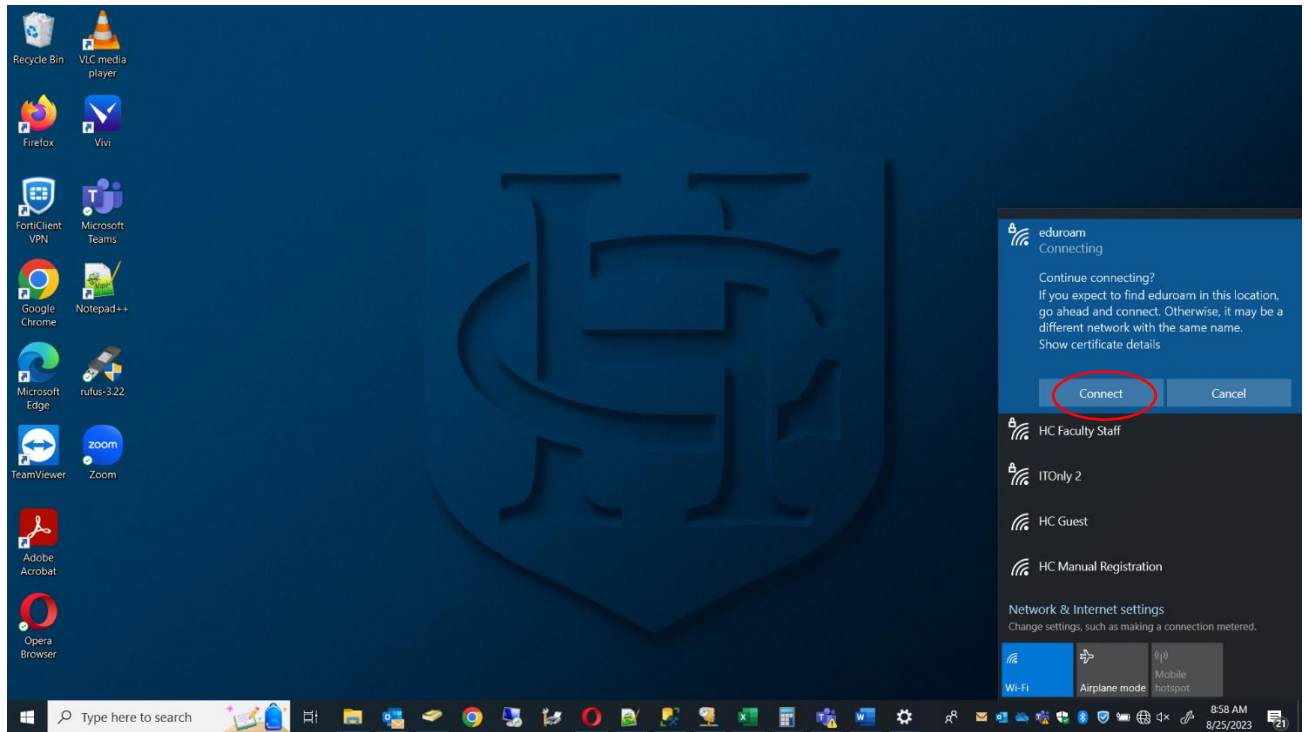 Recycle Bin
VLC media
player
Firefox
Vivi
FortiClient
VPN
Microsoft
Teams
Google
Chrome
Notepad++
Microsoft
Edge
rufus-3.22
TeamViewer
zoom
Zoom
Adobe
Acrobat
Opera
Browser
eduroam
Connecting
Continue connecting?
If you expect to find eduroam in this location,
go ahead and connect. Otherwise, it may be a
different network with the same name.
Show certificate details
Connect
Cancel
HC Faculty Staff
ITOnly 2
HC Guest
HC Manual Registration
Network & Internet settings
Change settings, such as making a connection metered.
Wi-Fi
Airplane mode
Mobile
hotspot
Type here to search
8:58 AM
8/25/2023
21